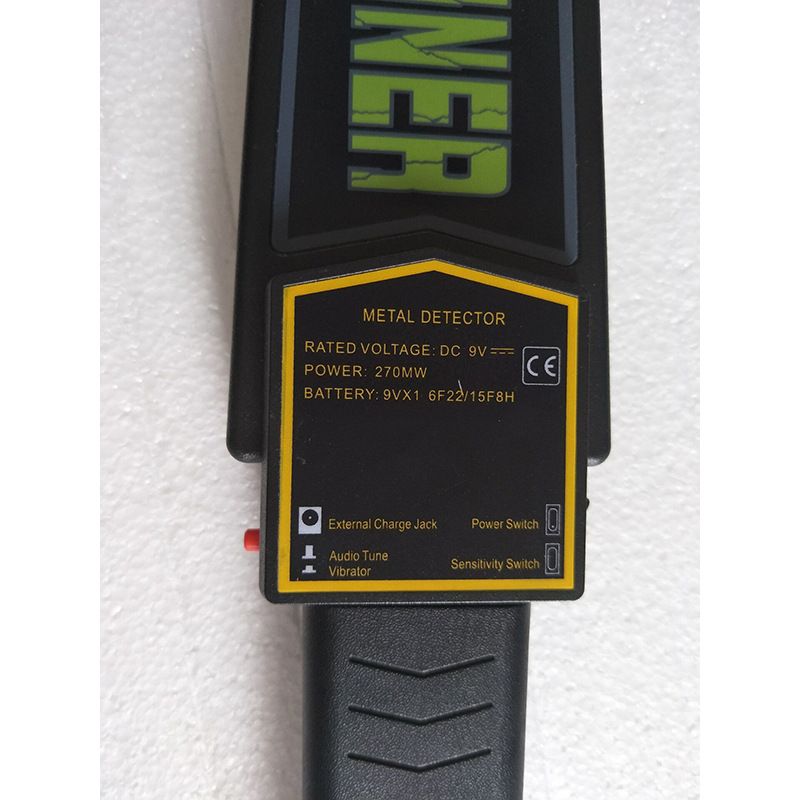 NNER
METAL DETECTOR
RATED VOLTAGE: DC 9V
POWER: 270MW
BATTERY: 9VX1 6F22/15F8H
CE
External Charge Jack
Power Switch
Audio Tune
Vibrator
Sensitivity Switch